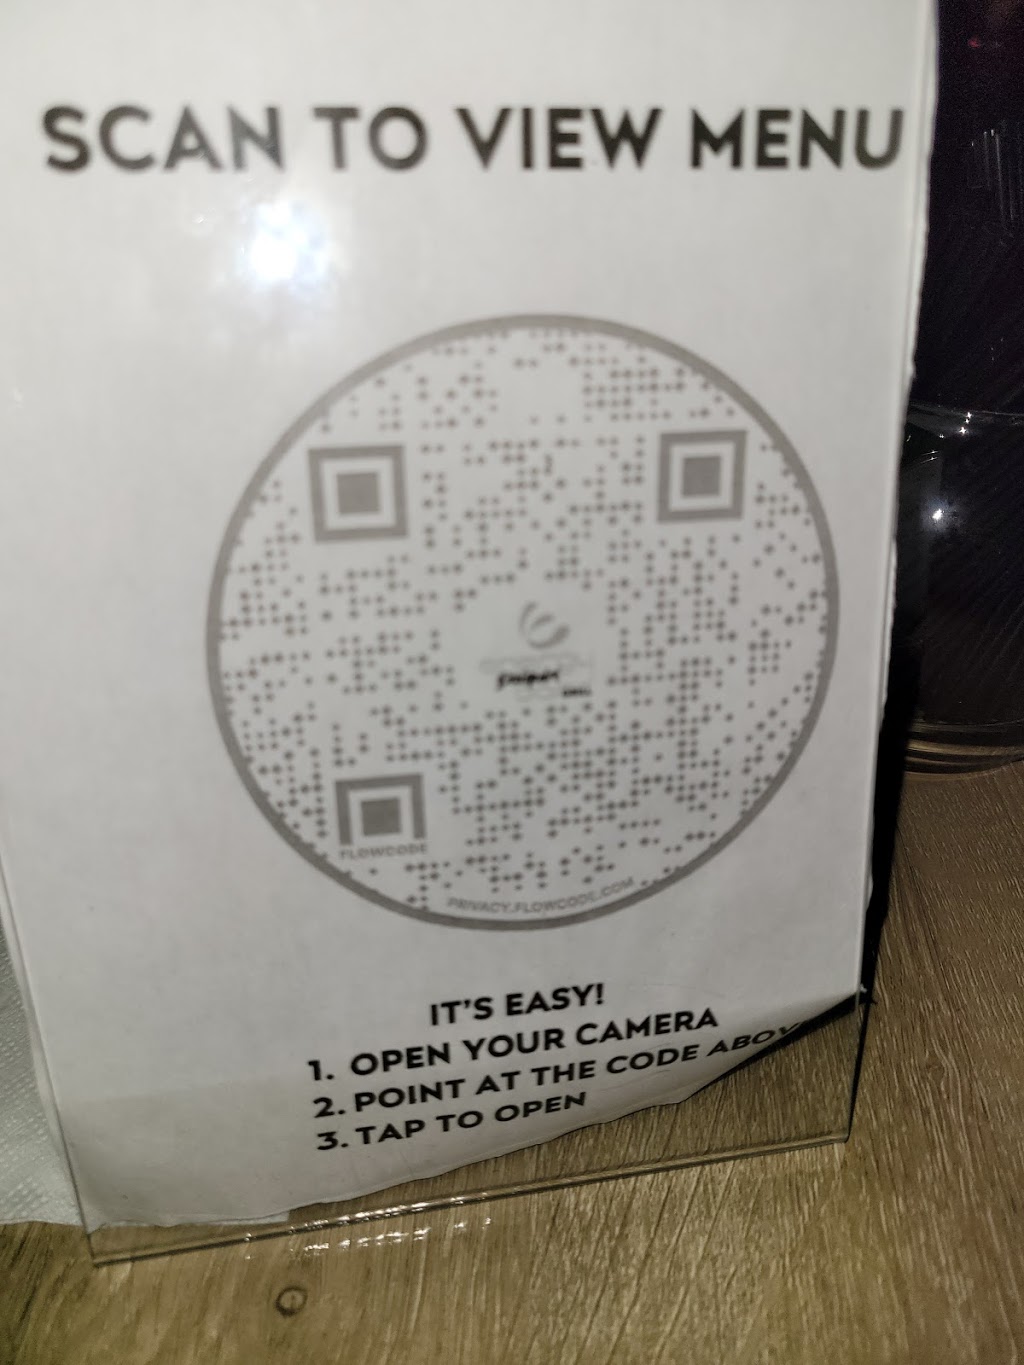 SCAN TO VIEW MENU
FLOWCODE
PRIVACY.FLOWCODE.COM
IT'S EASY!
1. OPEN YOUR CAMERA
2. POINT AT THE CODE ABOV
3. TAP TO OPEN